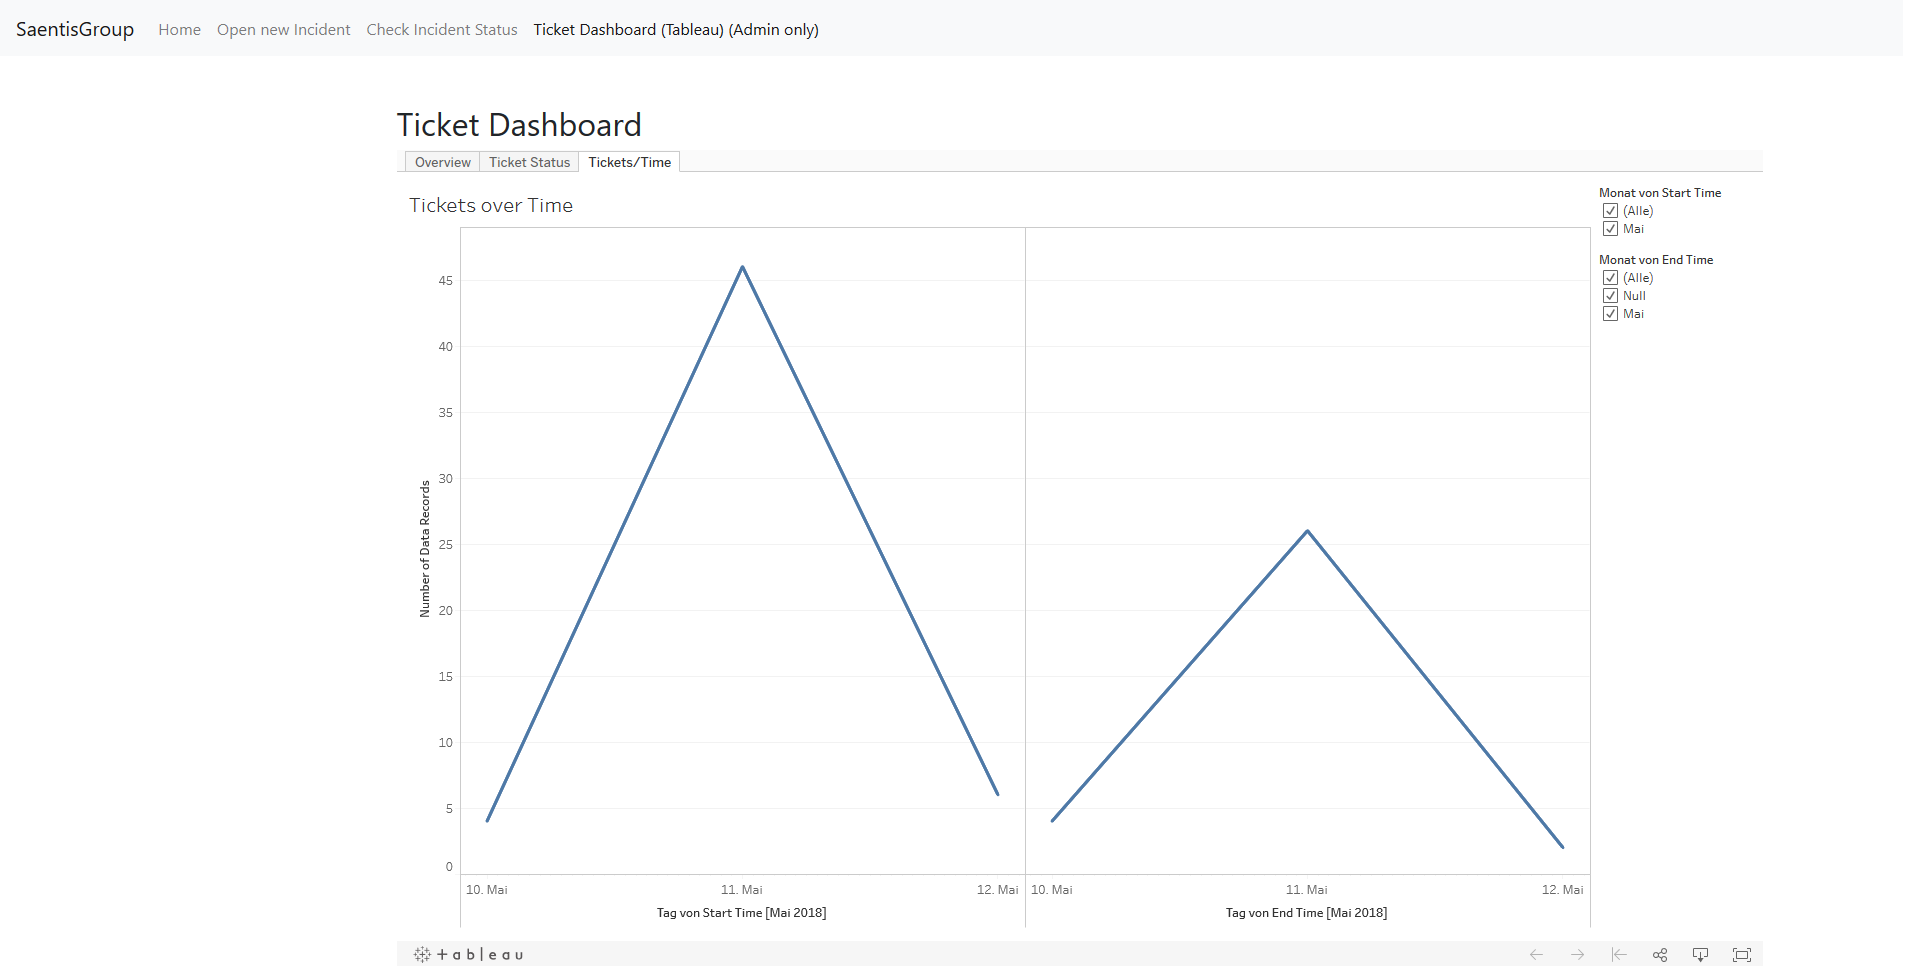 SaentisGroup Home Open new Incident Check Incident Status Ticket Dashboard (Tableau) (Admin only)
Ticket Dashboard
Overview Ticket Status Tickets/Time
Tickets over Time
Monat von Start Time
(Alle)
Mai
Monat von End Time
(Alle)
Null
Mai
Number of Data Records
45
40
35
30
25
20
15
10
5
0
10. Mai 11. Mai 12. Mai 10. Mai 11. Mai 12. Mai
Tag von Start Time [Mai 2018] Tag von End Time [Mai 2018]
+ableau